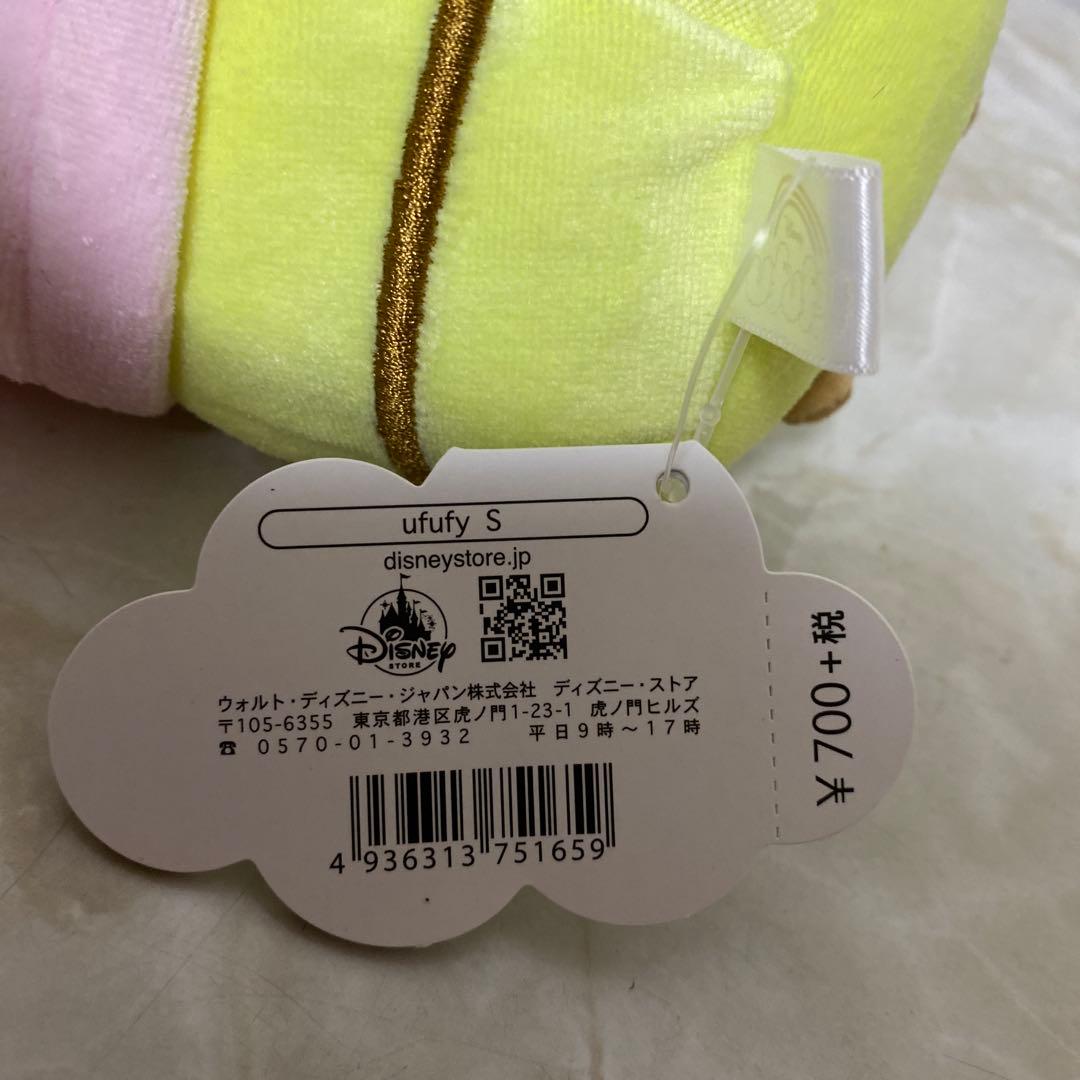 ufufy S
disneystore.jp
Disney
STORE
ウォルト・ディズニー・ジャパン株式会社 ディズニー・ストア
〒105-6355 東京都港区虎ノ門1-23-1 虎ノ門ヒルズ
☎ 0570-01-3932 平日9時～17時
4 936313 751659
¥700+税